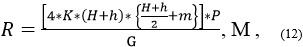 R = [4*K*(H+h)*{(H+h)/2+m}]*P / G, M , (12)